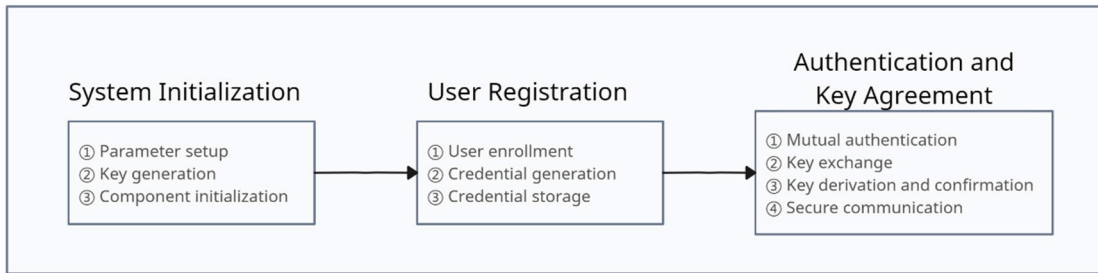 System Initialization
① Parameter setup
② Key generation
③ Component initialization
User Registration
① User enrollment
② Credential generation
③ Credential storage
Authentication and
Key Agreement
① Mutual authentication
② Key exchange
③ Key derivation and confirmation
④ Secure communication